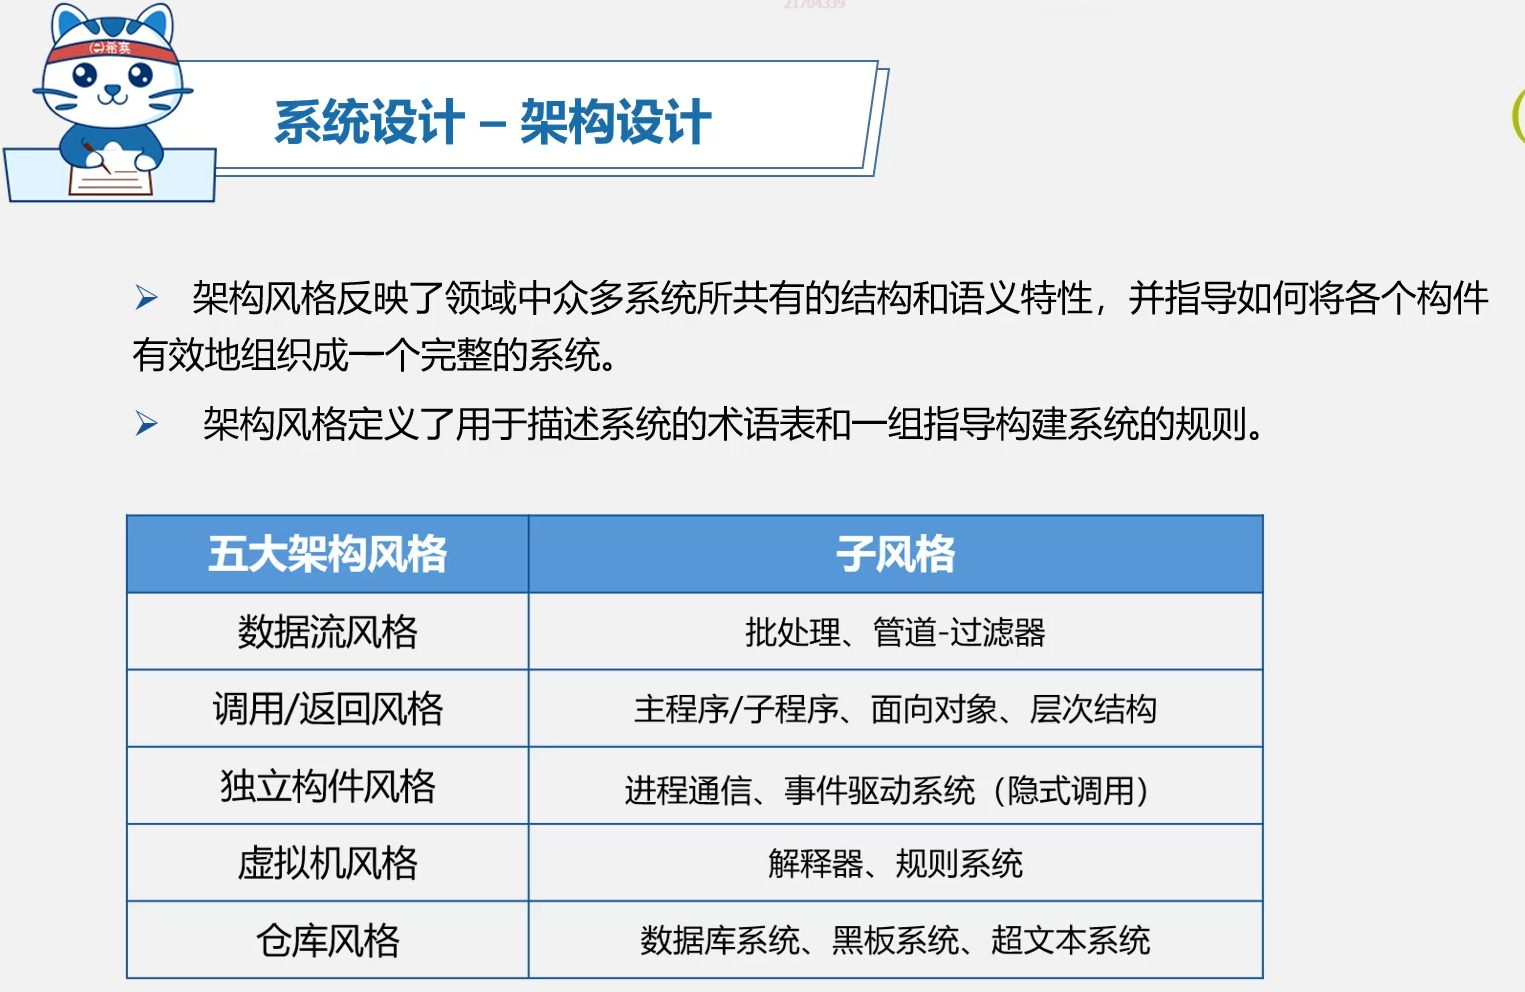 21704339
希赛
系统设计 – 架构设计
➢ 架构风格反映了领域中众多系统所共有的结构和语义特性，并指导如何将各个构件
有效地组织成一个完整的系统。
➢ 架构风格定义了用于描述系统的术语表和一组指导构建系统的规则。
五大架构风格 子风格
数据流风格 批处理、管道-过滤器
调用/返回风格 主程序/子程序、面向对象、层次结构
独立构件风格 进程通信、事件驱动系统（隐式调用）
虚拟机风格 解释器、规则系统
仓库风格 数据库系统、黑板系统、超文本系统